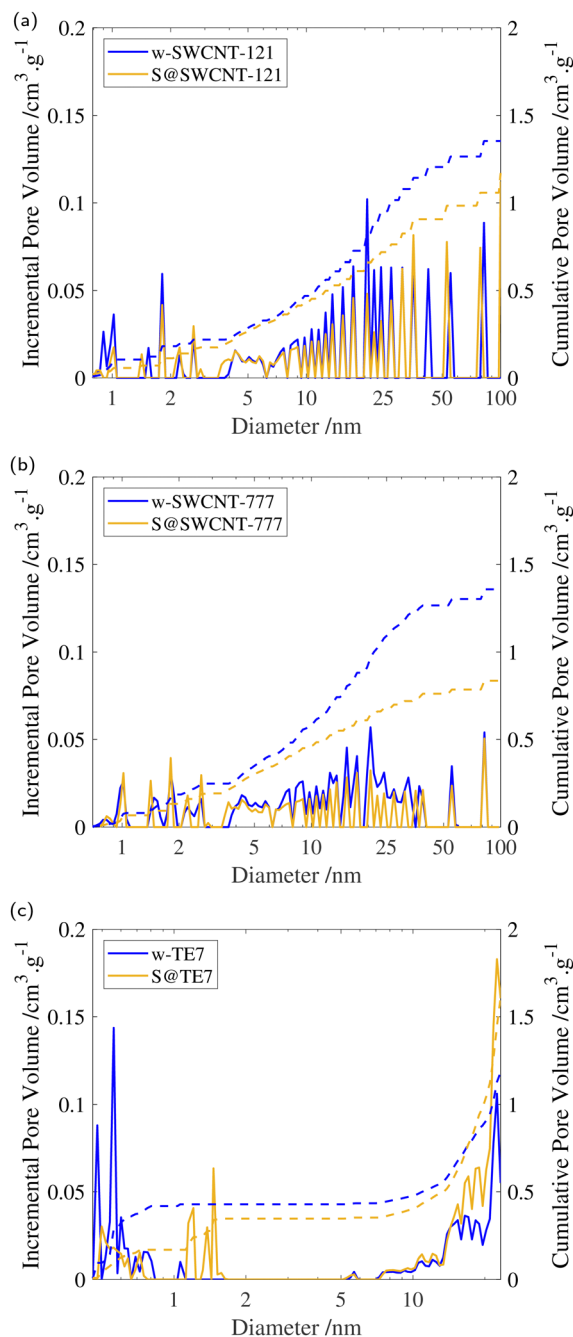 (a)
w-SWCNT-121
S@SWCNT-121
Incremental Pore Volume /cm³.g⁻¹
0.2
0.15
0.1
0.05
0
2
1.5
1
0.5
0
Cumulative Pore Volume /cm³.g⁻¹
1 2 5 10 25 50 100
Diameter /nm
(b)
w-SWCNT-777
S@SWCNT-777
Incremental Pore Volume /cm³.g⁻¹
0.2
0.15
0.1
0.05
0
2
1.5
1
0.5
0
Cumulative Pore Volume /cm³.g⁻¹
1 2 5 10 25 50 100
Diameter /nm
(c)
w-TE7
S@TE7
Incremental Pore Volume /cm³.g⁻¹
0.2
0.15
0.1
0.05
0
2
1.5
1
0.5
0
Cumulative Pore Volume /cm³.g⁻¹
1 2 5 10
Diameter /nm